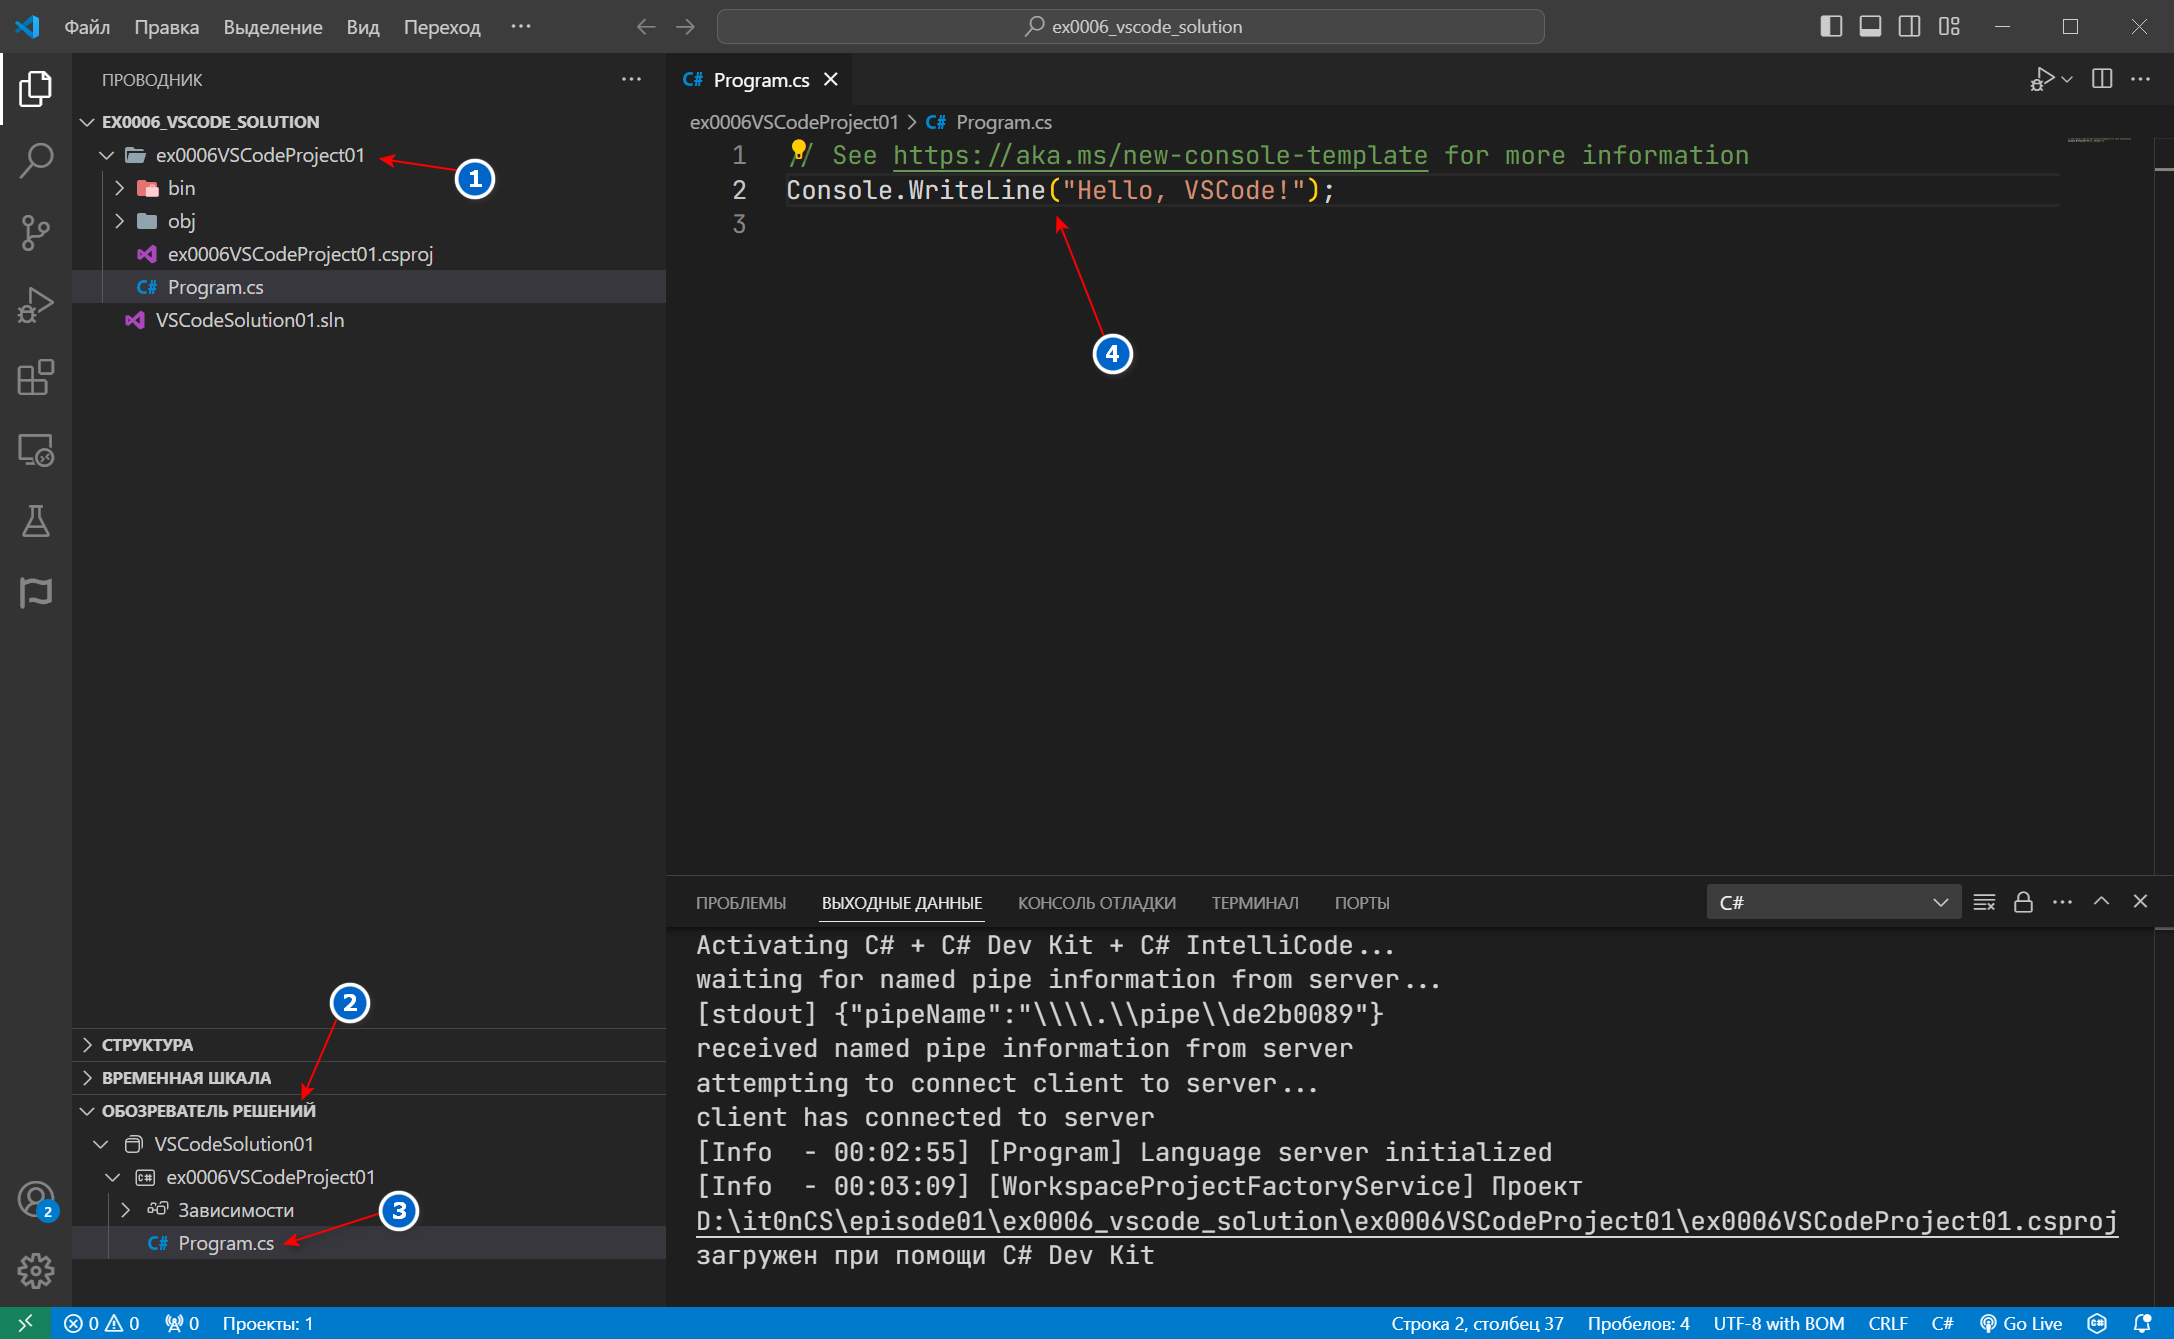 Файл Правка Выделение Вид Переход ··· ex0006_vscode_solution
ПРОВОДНИК
EX0006_VSCODE_SOLUTION
ex0006VSCodeProject01
1
bin
obj
ex0006VSCodeProject01.csproj
C# Program.cs
VSCodeSolution01.sln
2
СТРУКТУРА
ВРЕМЕННАЯ ШКАЛА
ОБОЗРЕВАТЕЛЬ РЕШЕНИЙ
VSCodeSolution01
C# ex0006VSCodeProject01
Зависимости
3
C# Program.cs
2
C# Program.cs
ex0006VSCodeProject01 > C# Program.cs
1 // See https://aka.ms/new-console-template for more information
2 Console.WriteLine("Hello, VSCode!");
3
4
ПРОБЛЕМЫ ВЫХОДНЫЕ ДАННЫЕ КОНСОЛЬ ОТЛАДКИ ТЕРМИНАЛ ПОРТЫ C#
Activating C# + C# Dev Kit + C# IntelliCode...
waiting for named pipe information from server...
[stdout] {"pipeName":"\\\\.\\pipe\\de2b0089"}
received named pipe information from server
attempting to connect client to server...
client has connected to server
[Info  - 00:02:55] [Program] Language server initialized
[Info  - 00:03:09] [WorkspaceProjectFactoryService] Проект
D:\it0nCS\episode01\ex0006_vscode_solution\ex0006VSCodeProject01\ex0006VSCodeProject01.csproj
загружен при помощи C# Dev Kit
0 0 0 Проекты: 1 Строка 2, столбец 37 Пробелов: 4 UTF-8 with BOM CRLF C# Go Live